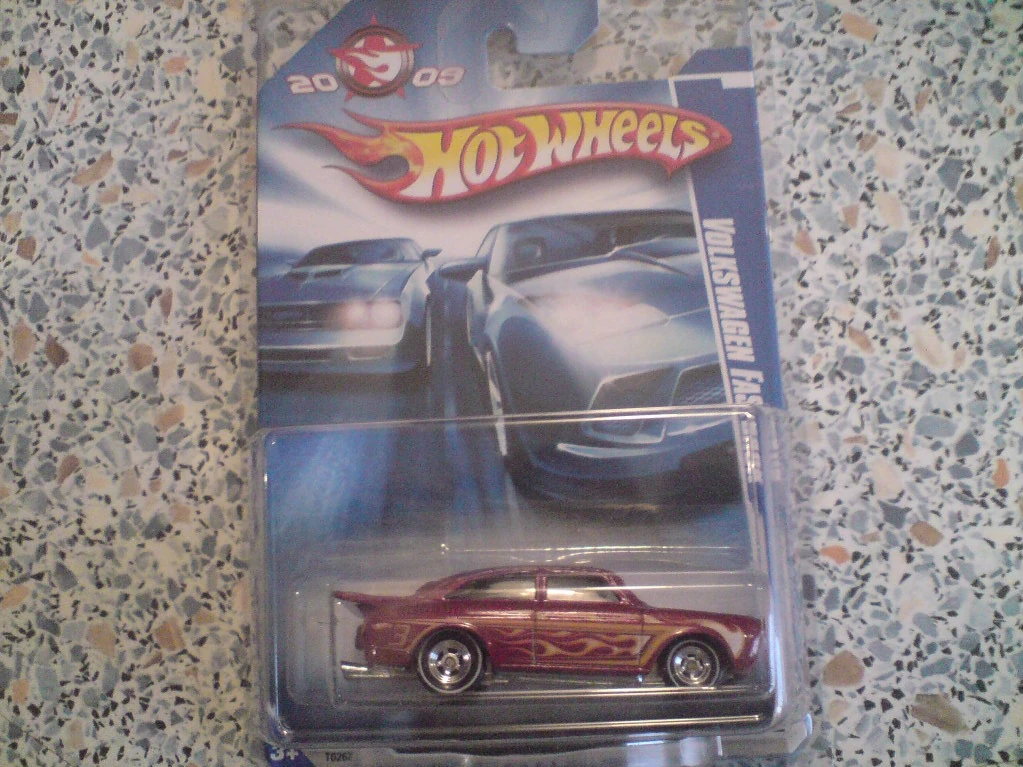 2009
HOT WHEELS
VOLKSWAGEN FAS
3+